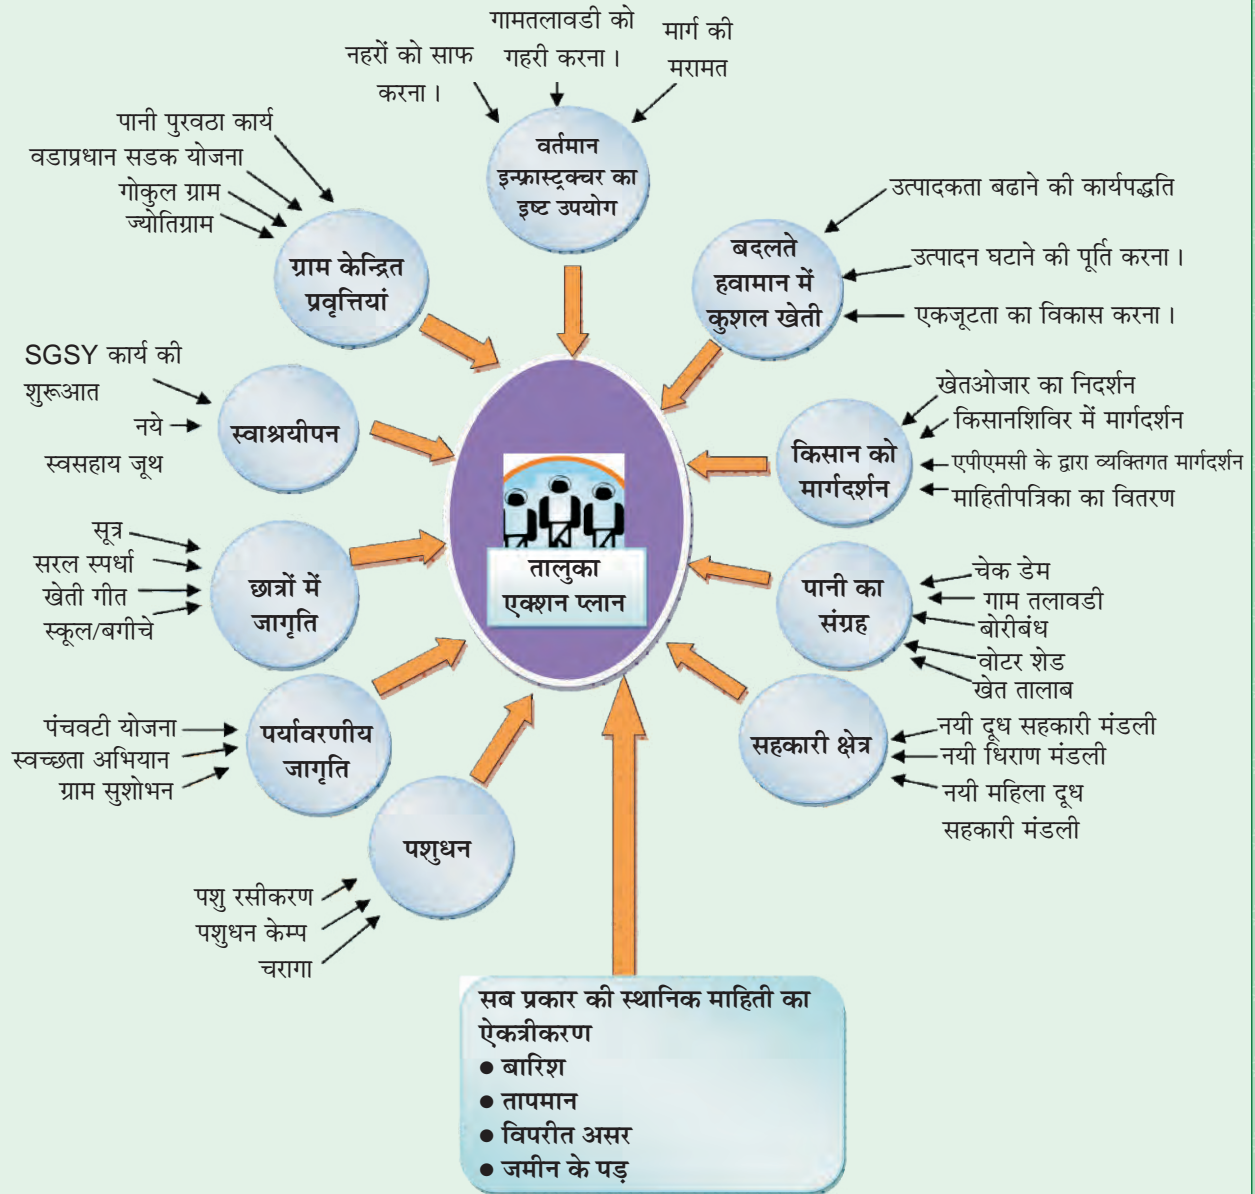 नहरों को साफ
करना ।
गामतलावडी को
गहरी करना ।
मार्ग की
मरामत
वर्तमान
इन्फ्रास्ट्रक्चर का
इष्ट उपयोग
पानी पुरवठा कार्य
वडाप्रधान सडक योजना
गोकुल ग्राम
ज्योतिग्राम
ग्राम केन्द्रित
प्रवृत्तियां
उत्पादकता बढाने की कार्यपद्धति
उत्पादन घटाने की पूर्ति करना ।
एकजूटता का विकास करना ।
बदलते
हवामान में
कुशल खेती
SGSY कार्य की
शुरूआत
नये
स्वसहाय जूथ
स्वाश्रयीपन
खेतओजार का निदर्शन
किसानशिविर में मार्गदर्शन
एपीएमसी के द्वारा व्यक्तिगत मार्गदर्शन
माहितीपत्रिका का वितरण
किसान को
मार्गदर्शन
तालुका
एक्शन प्लान
सूत्र
सरल स्पर्धा
खेती गीत
स्कूल/बगीचे
छात्रों में
जागृति
पानी का
संग्रह
चेक डेम
गाम तलावडी
बोरीबंध
वोटर शेड
खेत तालाब
पंचवटी योजना
स्वच्छता अभियान
ग्राम सुशोभन
पर्यावरणीय
जागृति
सहकारी क्षेत्र
नयी दूध सहकारी मंडली
नयी धिराण मंडली
नयी महिला दूध
सहकारी मंडली
पशुधन
पशु रसीकरण
पशुधन केम्प
चरागा
सब प्रकार की स्थानिक माहिती का
ऐकत्रीकरण
● बारिश
● तापमान
● विपरीत असर
● जमीन के पड़